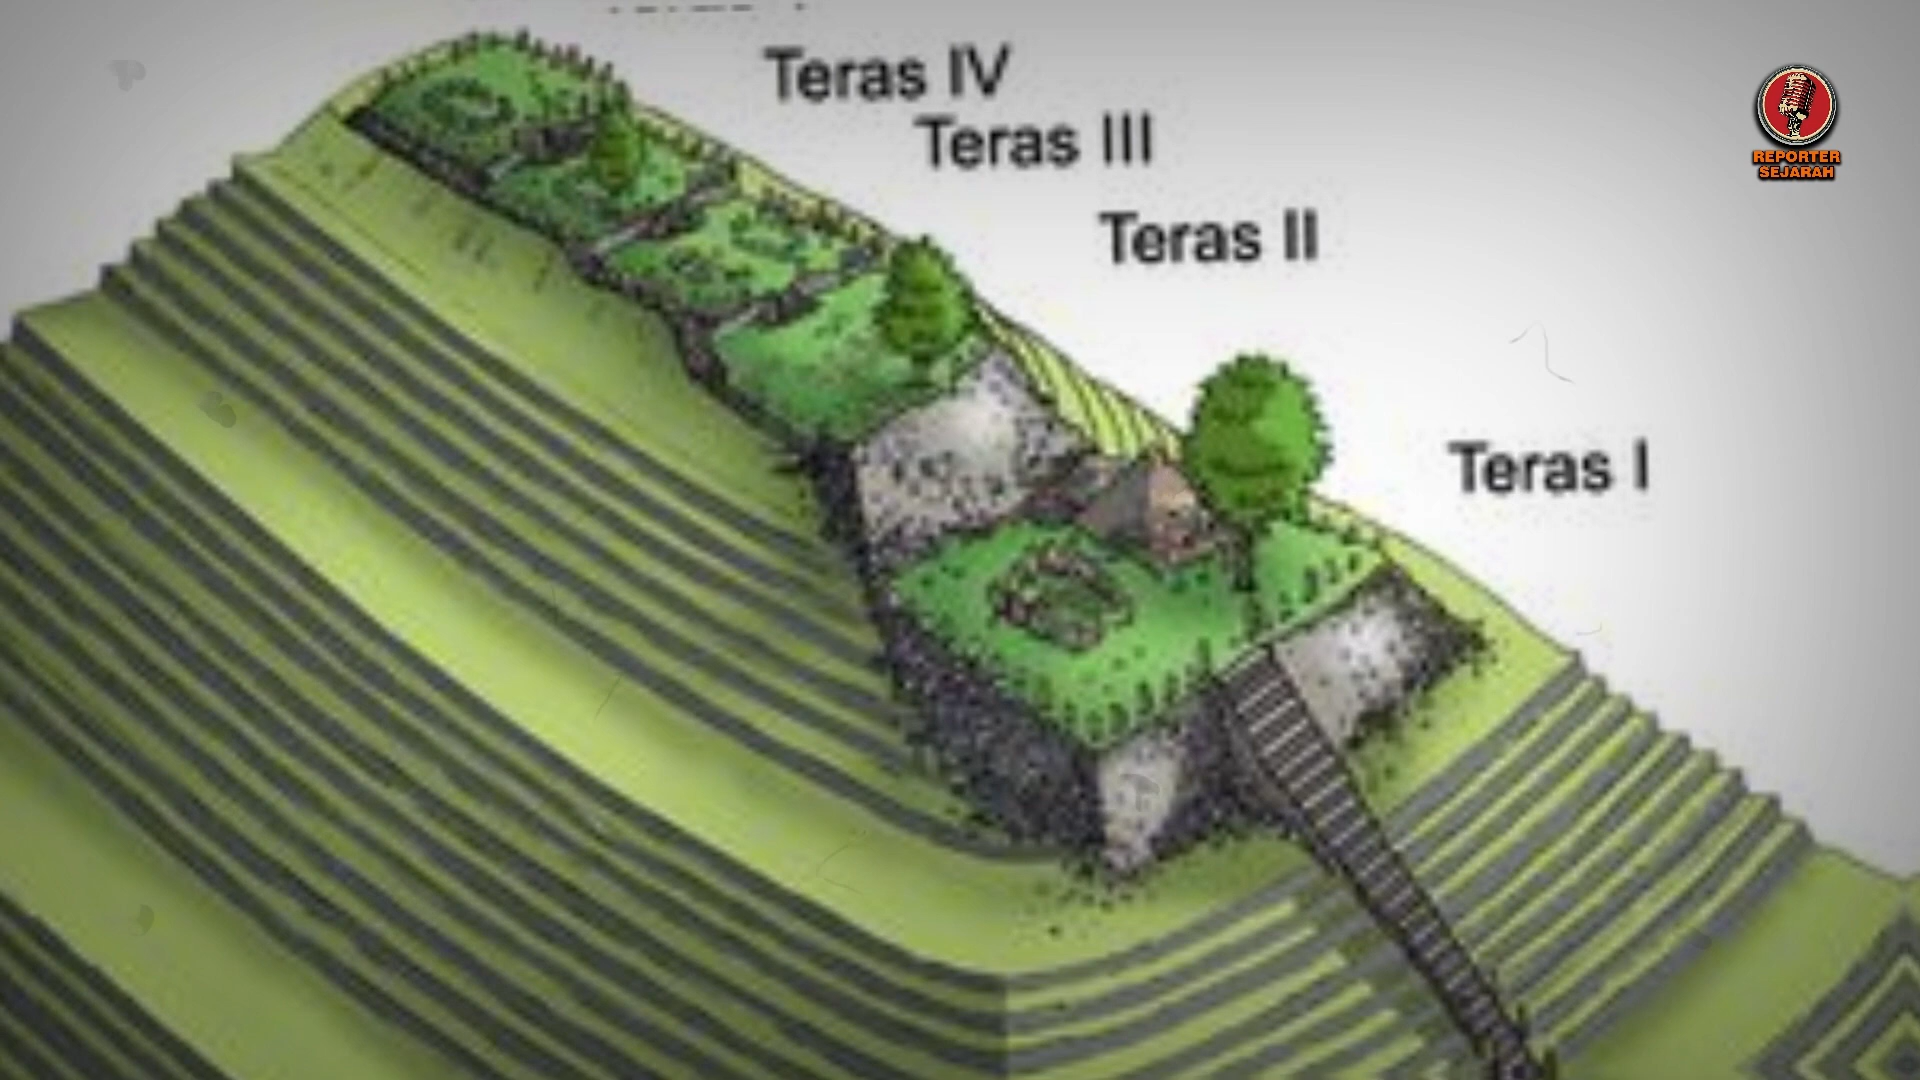 Teras IV
Teras III
Teras II
Teras I
REPORTER
SEJARAH